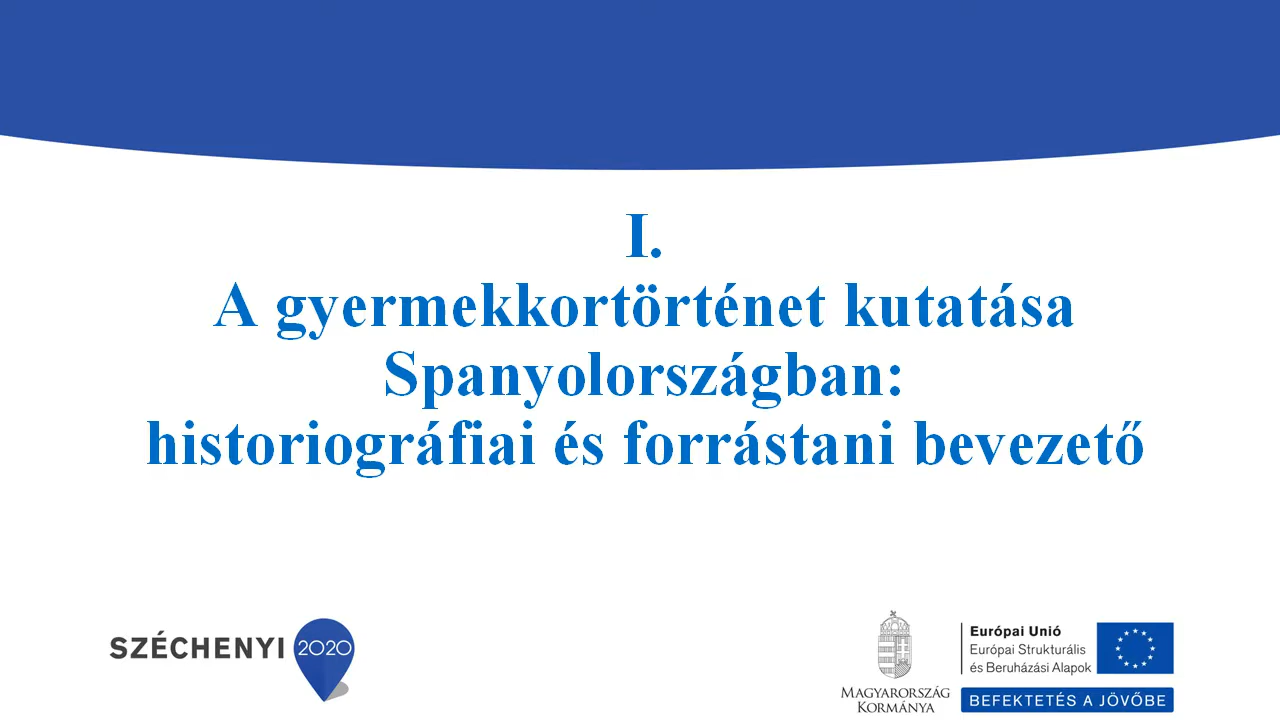 I.
A gyermekkortörténet kutatása
Spanyolországban:
historiográfiai és forrástani bevezető
SZÉCHENYI 2020
MAGYARORSZÁG
KORMÁNYA
Európai Unió
Európai Strukturális
és Beruházási Alapok
BEFEKTETÉS A JÖVŐBE